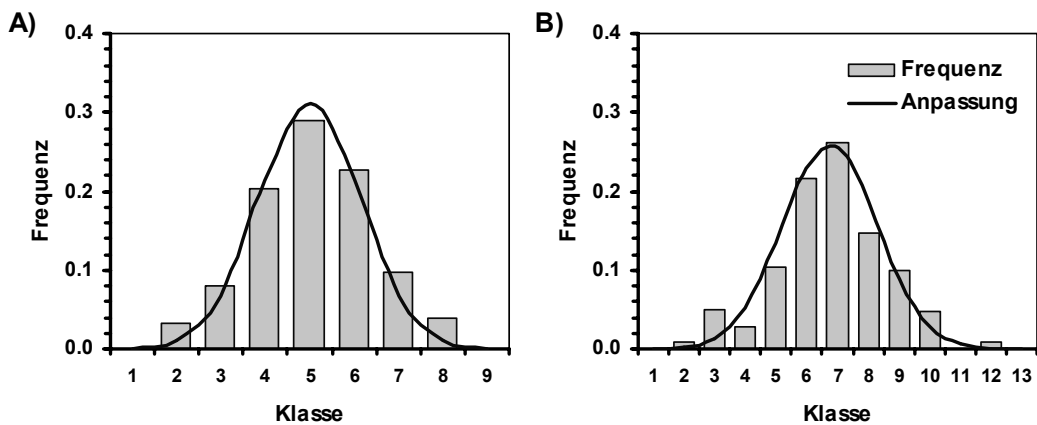 A)
Frequenz
0.4
0.3
0.2
0.1
0.0
1 2 3 4 5 6 7 8 9
Klasse
B)
Frequenz
0.4
0.3
0.2
0.1
0.0
1 2 3 4 5 6 7 8 9 10 11 12 13
Klasse
Frequenz
Anpassung